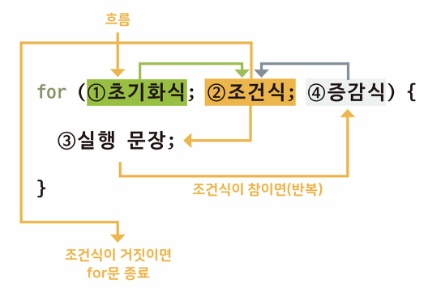 흐름
for (①초기화식; ②조건식; ④증감식) {
③실행 문장;
조건식이 참이면(반복)
}
조건식이 거짓이면
for문 종료